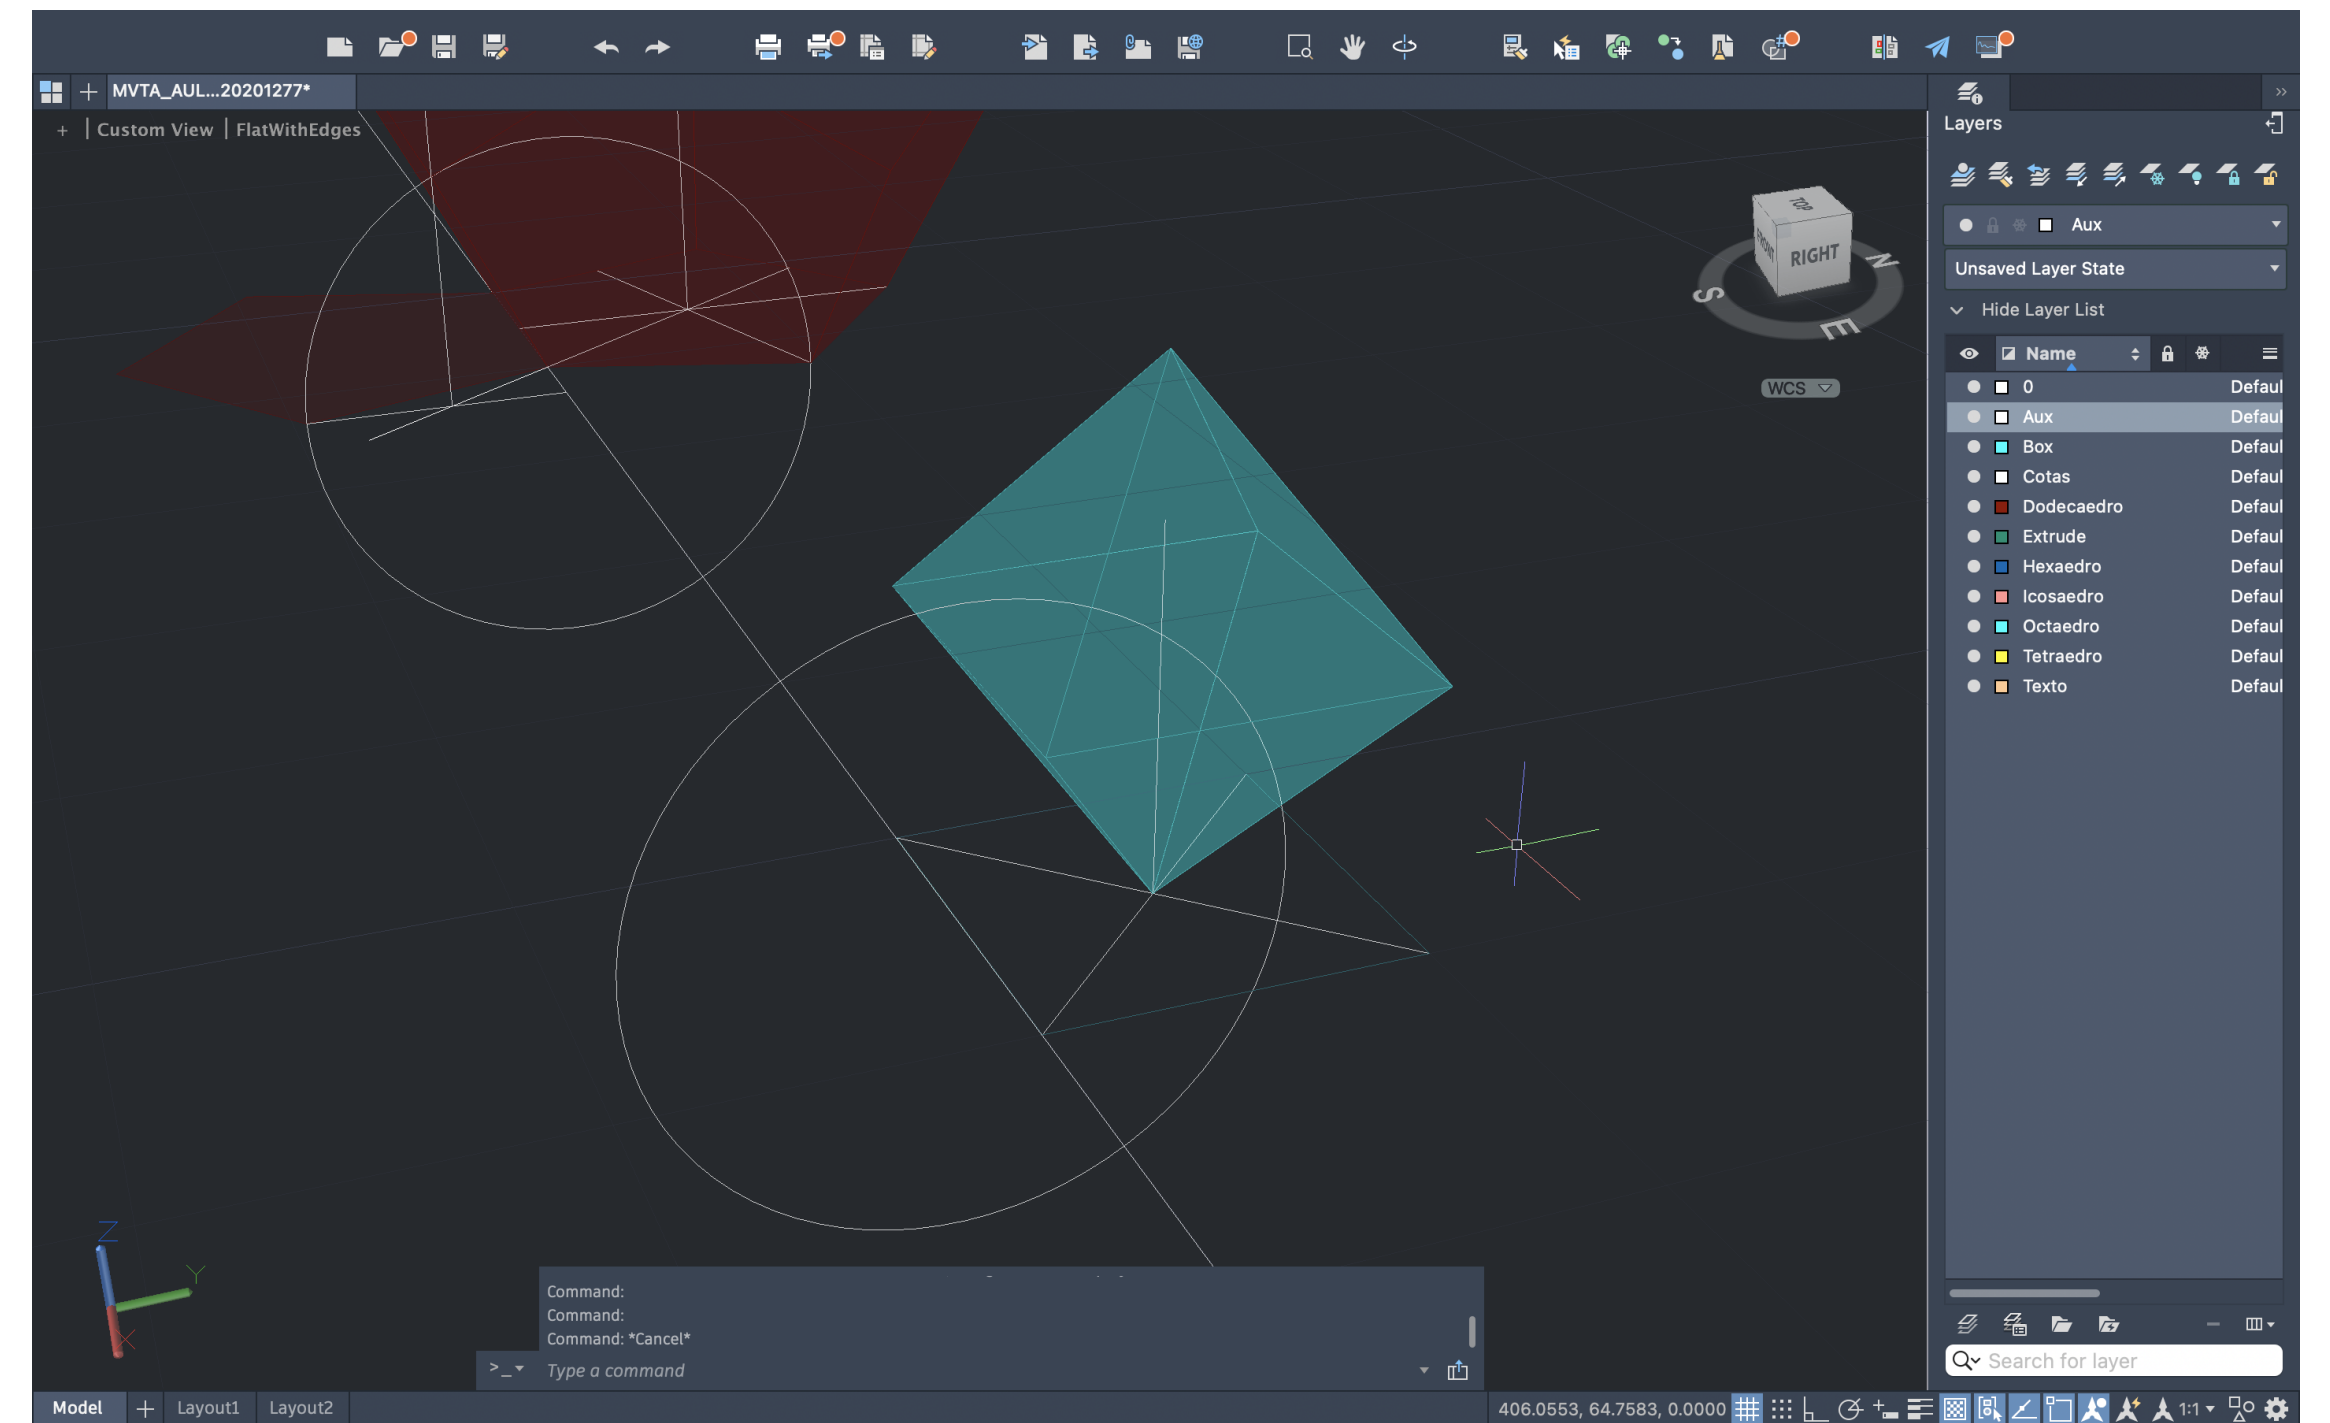 MVTA_AUL...20201277*
+ | Custom View | FlatWithEdges
Layers
Aux
Unsaved Layer State
Hide Layer List
Name
0 Defaul
Aux Defaul
Box Defaul
Cotas Defaul
Dodecaedro Defaul
Extrude Defaul
Hexaedro Defaul
Icosaedro Defaul
Octaedro Defaul
Tetraedro Defaul
Texto Defaul
TOP
FRONT
RIGHT
N
S
E
WCS
Z
Y
X
Command:
Command:
Command: *Cancel*
>_ Type a command
Search for layer
Model + Layout1 Layout2
406.0553, 64.7583, 0.0000
1:1